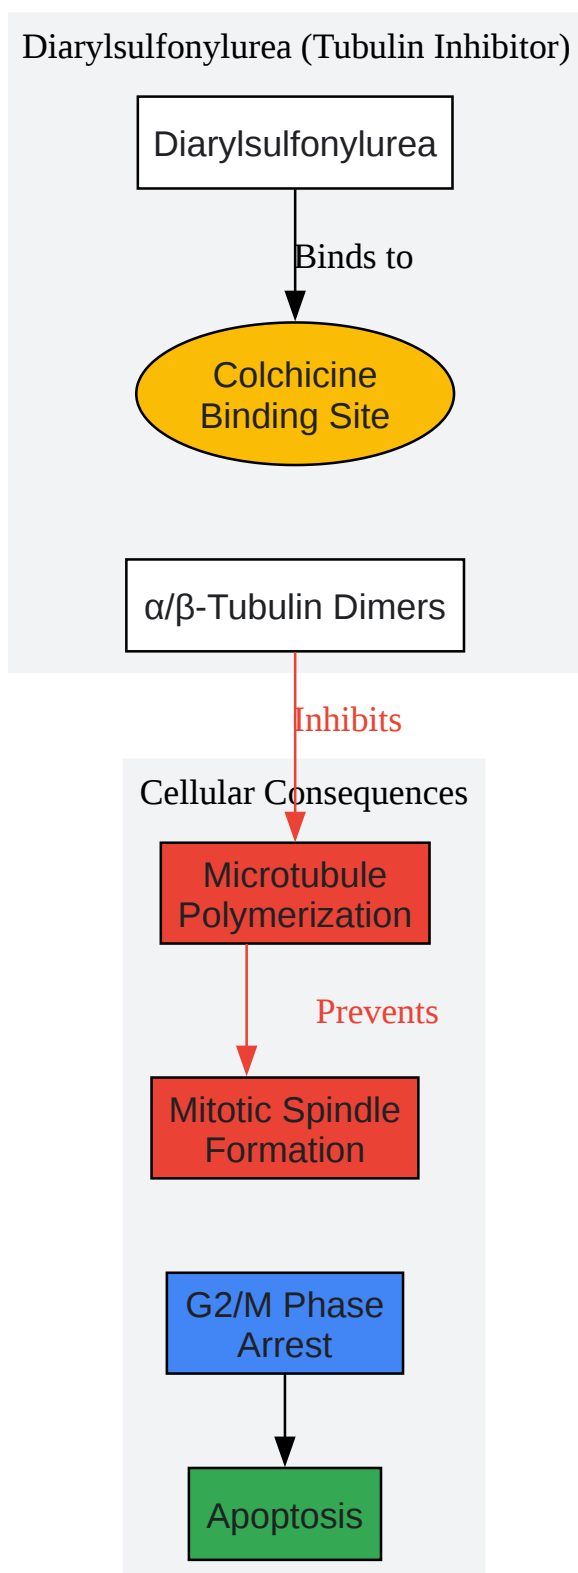 Diarylsulfonylurea (Tubulin Inhibitor)
Diarylsulfonylurea
Binds to
Colchicine
Binding Site
α/β-Tubulin Dimers
Inhibits
Cellular Consequences
Microtubule
Polymerization
Prevents
Mitotic Spindle
Formation
G2/M Phase
Arrest
Apoptosis